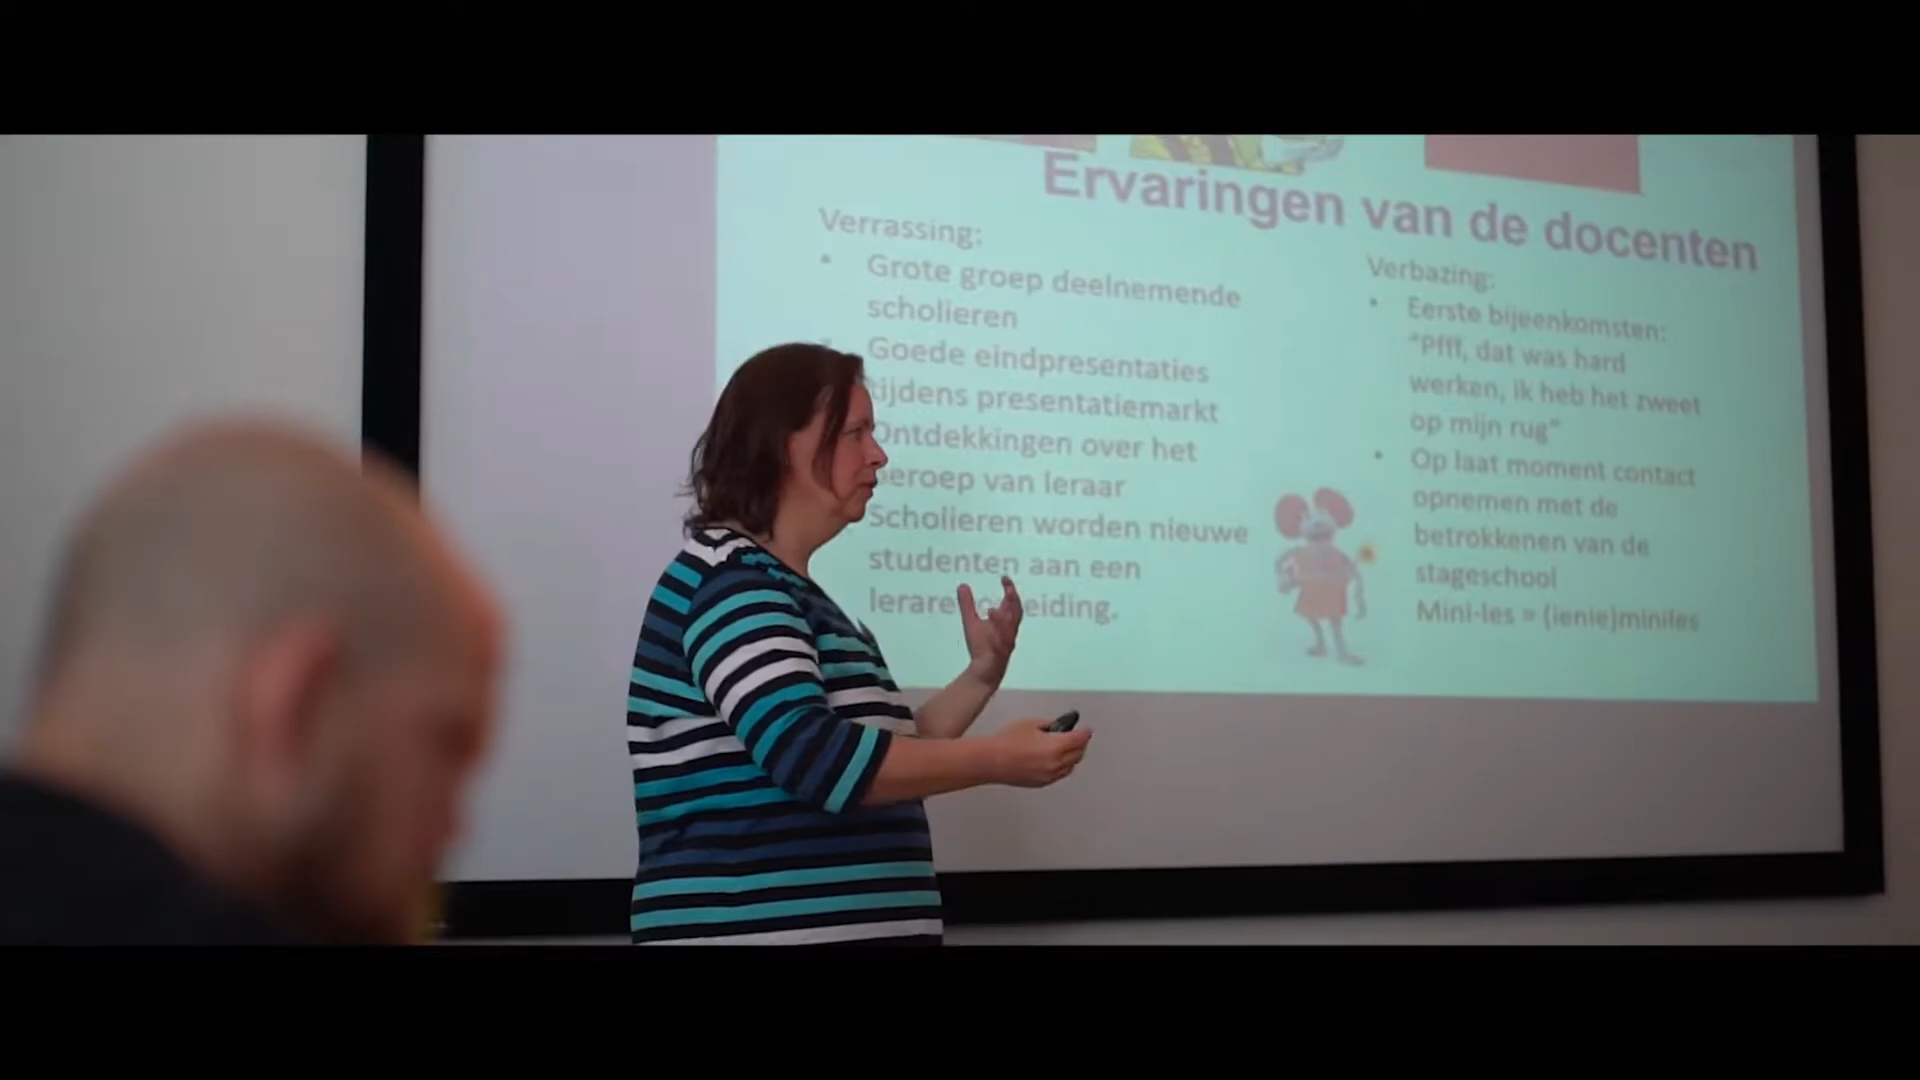 Ervaringen van de docenten
Verrassing:
• Grote groep deelnemende
scholieren
Goede eindpresentaties
tijdens presentatiemarkt
Ontdekkingen over het
beroep van leraar
Scholieren worden nieuwe
studenten aan een
Verbazing:
• Eerste bijeenkomsten:
"Pfff, dat was hard
werken, ik heb het zweet
op mijn rug"
• Op laat moment contact
opnemen met de
betrokkenen van de
stageschool
Mini-les = (ienie)miniles